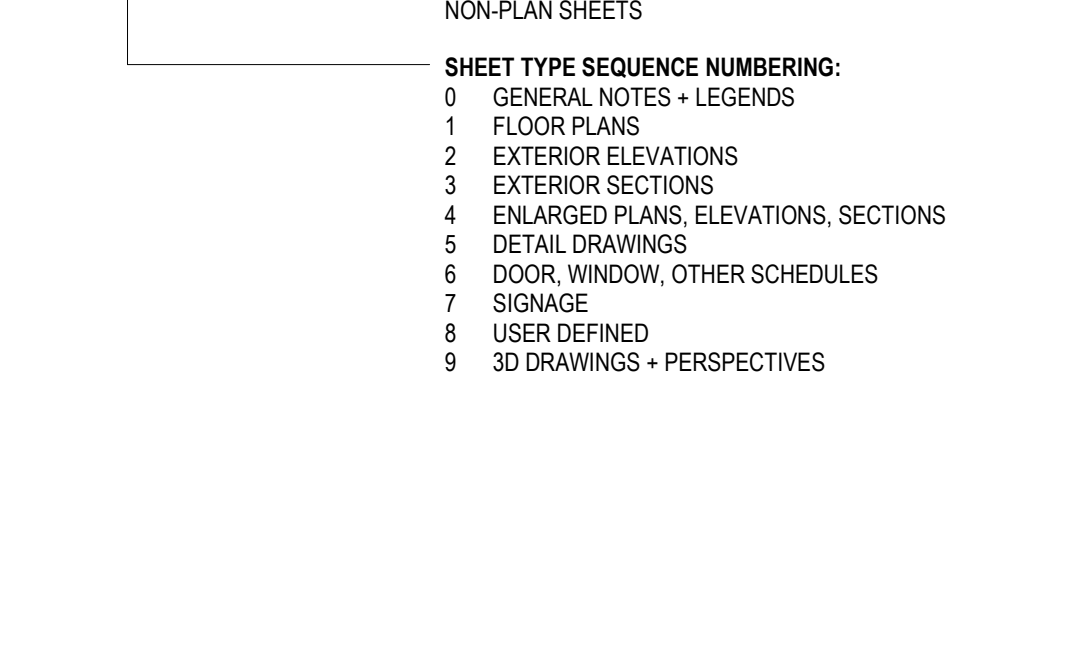 NON-PLAN SHEETS
SHEET TYPE SEQUENCE NUMBERING:
0 GENERAL NOTES + LEGENDS
1 FLOOR PLANS
2 EXTERIOR ELEVATIONS
3 EXTERIOR SECTIONS
4 ENLARGED PLANS, ELEVATIONS, SECTIONS
5 DETAIL DRAWINGS
6 DOOR, WINDOW, OTHER SCHEDULES
7 SIGNAGE
8 USER DEFINED
9 3D DRAWINGS + PERSPECTIVES